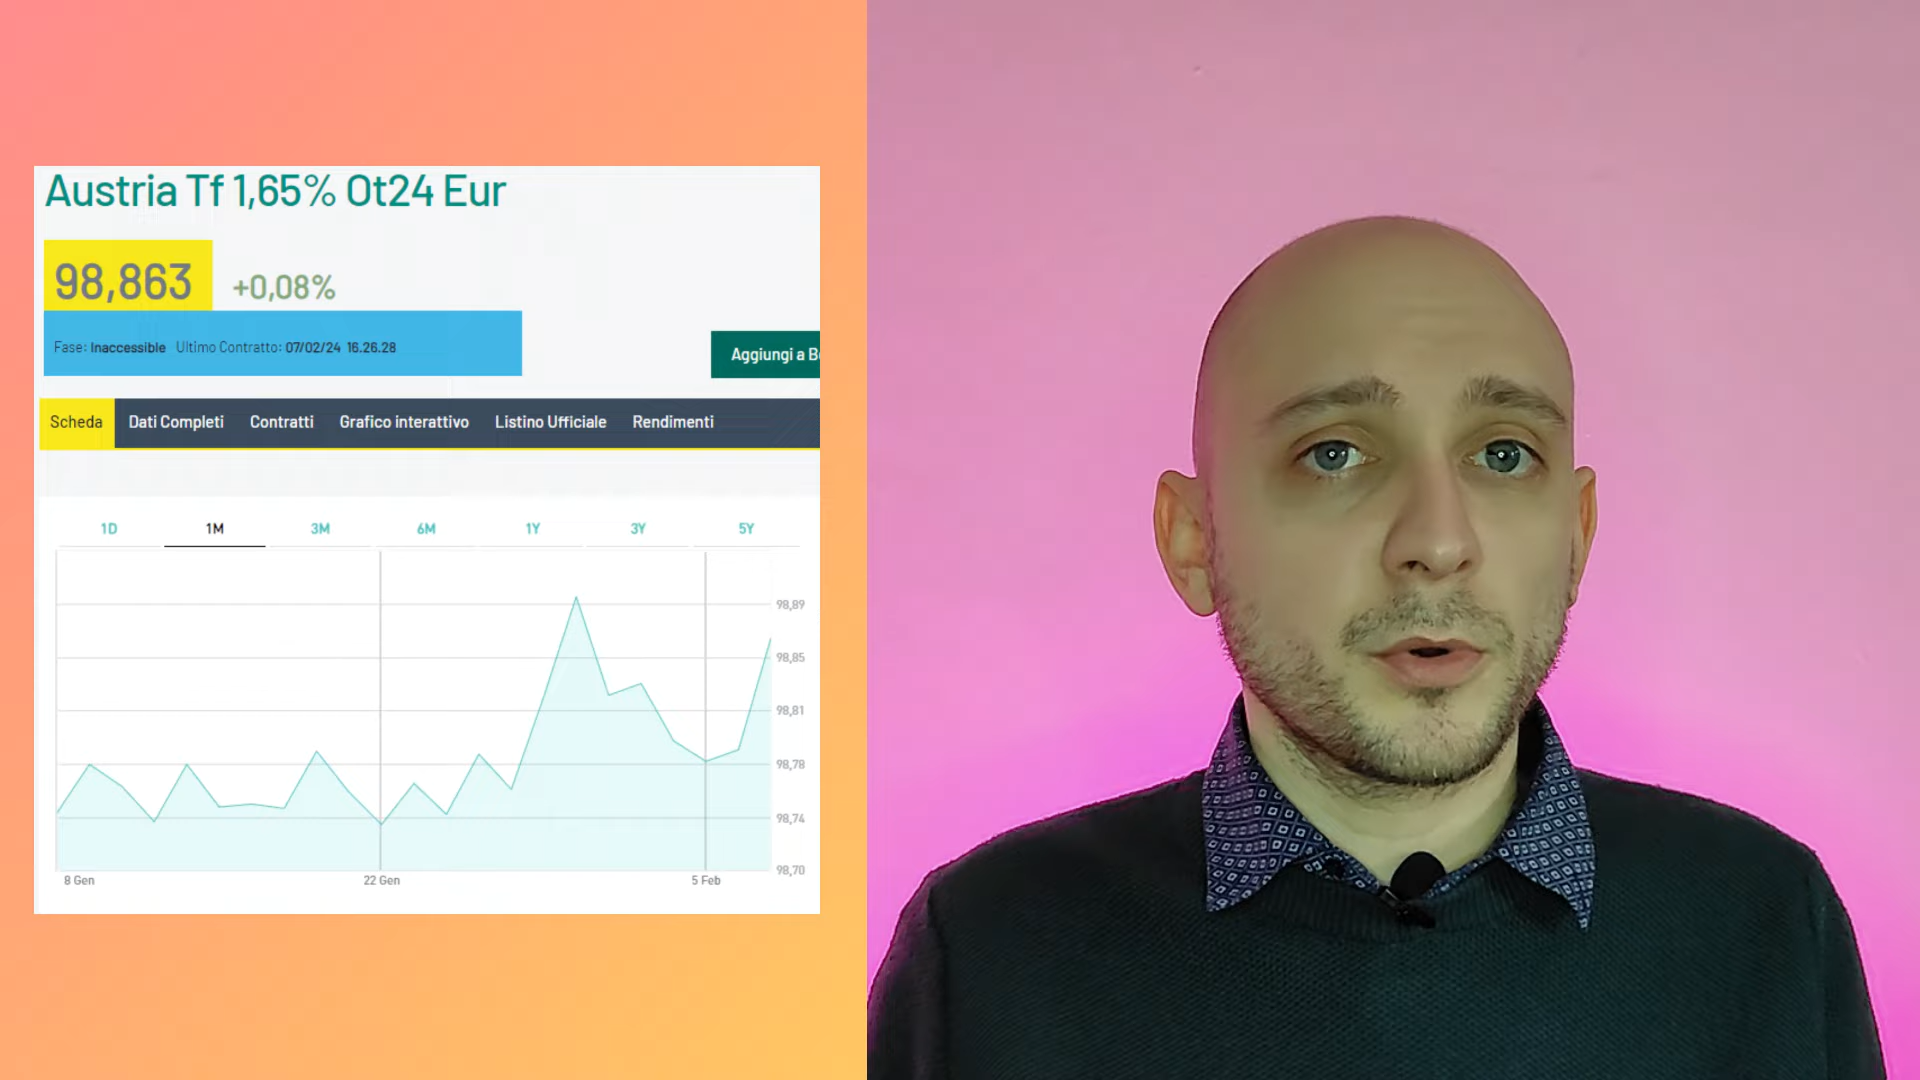 Austria Tf 1,65% Ot24 Eur
98,863 +0,08%
Fase: Inaccessible Ultimo Contratto: 07/02/24 16.26.28
Aggiungi a
Scheda Dati Completi Contratti Grafico interattivo Listino Ufficiale Rendimenti
1D 1M 3M 6M 1Y 3Y 5Y
98,89
98,85
98,81
98,78
98,74
98,70
8 Gen 22 Gen 5 Feb